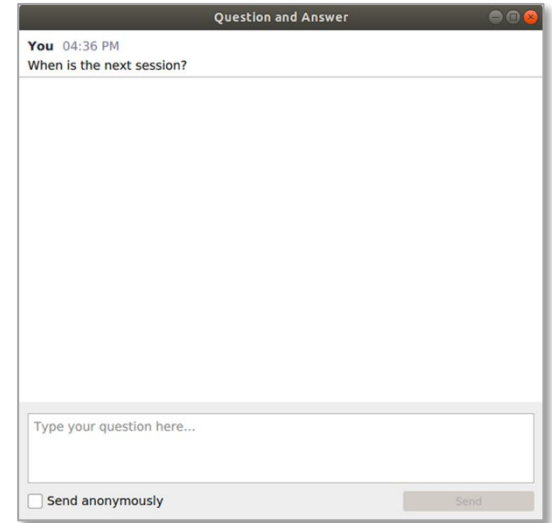 Question and Answer
You 04:36 PM
When is the next session?
Type your question here...
Send anonymously
Send